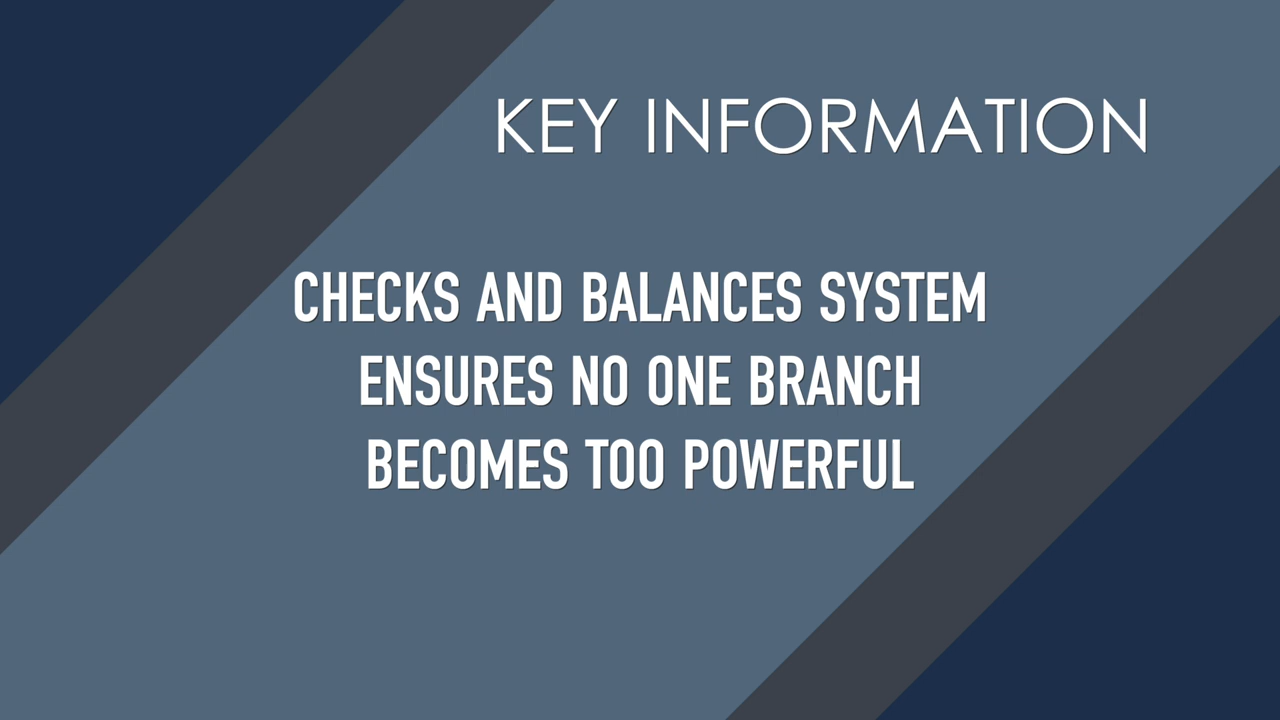 KEY INFORMATION
CHECKS AND BALANCES SYSTEM
ENSURES NO ONE BRANCH
BECOMES TOO POWERFUL